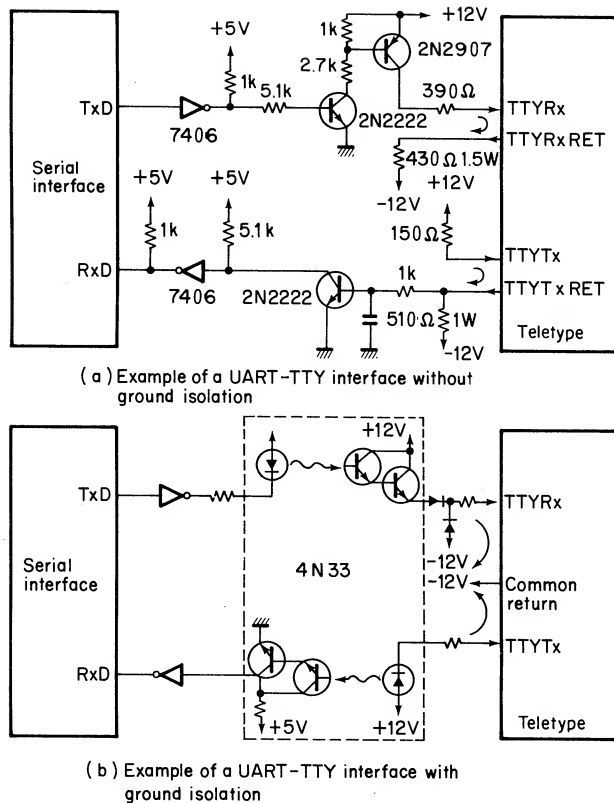 +12V
1k
+5V
2N2907
2.7k
1k
5.1k
390Ω
TxD
TTYRx
7406
2N2222
TTYRx RET
Serial interface
430Ω 1.5W
+5V
+5V
+12V
-12V
1k
5.1k
150Ω
TTYTx
RxD
1k
TTYTx RET
7406
2N2222
510Ω
1W
Teletype
-12V
(a) Example of a UART-TTY interface without
ground isolation
+12V
TxD
TTYRx
-12V
Serial interface
4N33
-12V
Common return
TTYTx
RxD
+5V
+12V
Teletype
(b) Example of a UART-TTY interface with
ground isolation